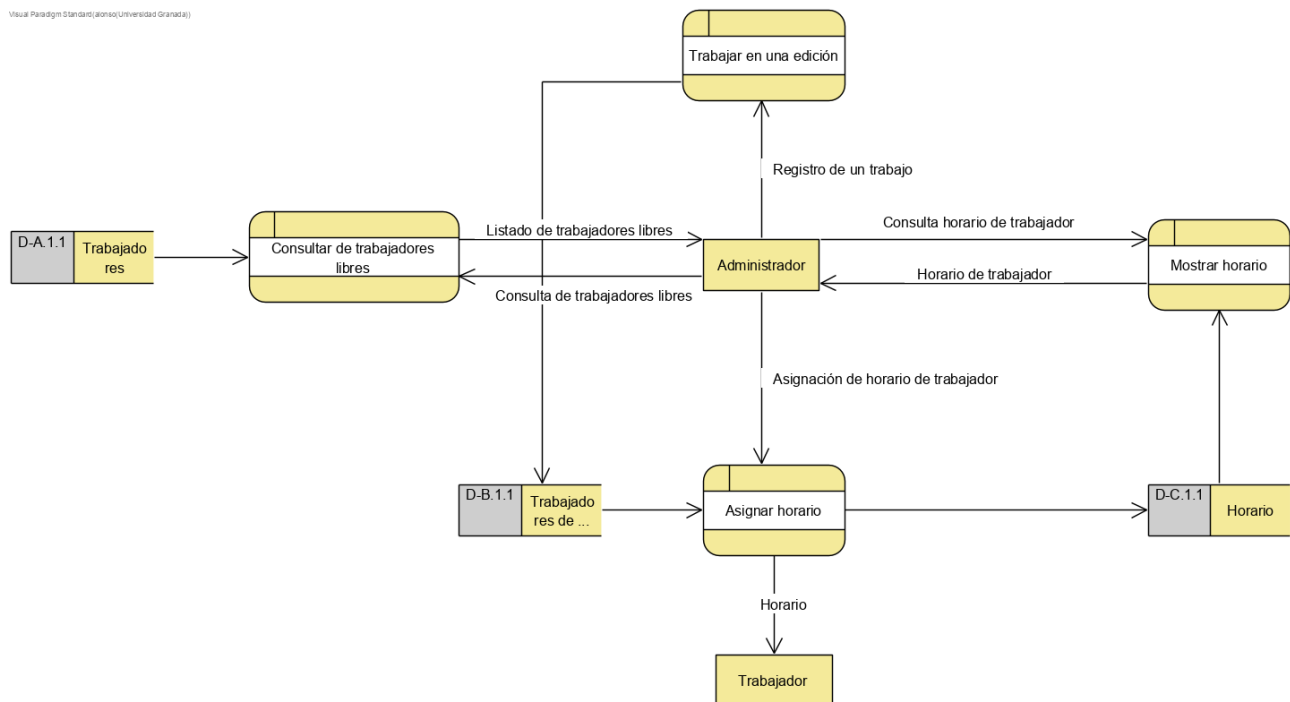 Visual Paradigm Standard(alonso(Universidad Granada))
Trabajar en una edición
Registro de un trabajo
D-A.1.1
Trabajado
res
Consultar de trabajadores
libres
Listado de trabajadores libres
Consulta de trabajadores libres
Administrador
Consulta horario de trabajador
Horario de trabajador
Mostrar horario
Asignación de horario de trabajador
D-B.1.1
Trabajado
res de ...
Asignar horario
D-C.1.1
Horario
Horario
Trabajador